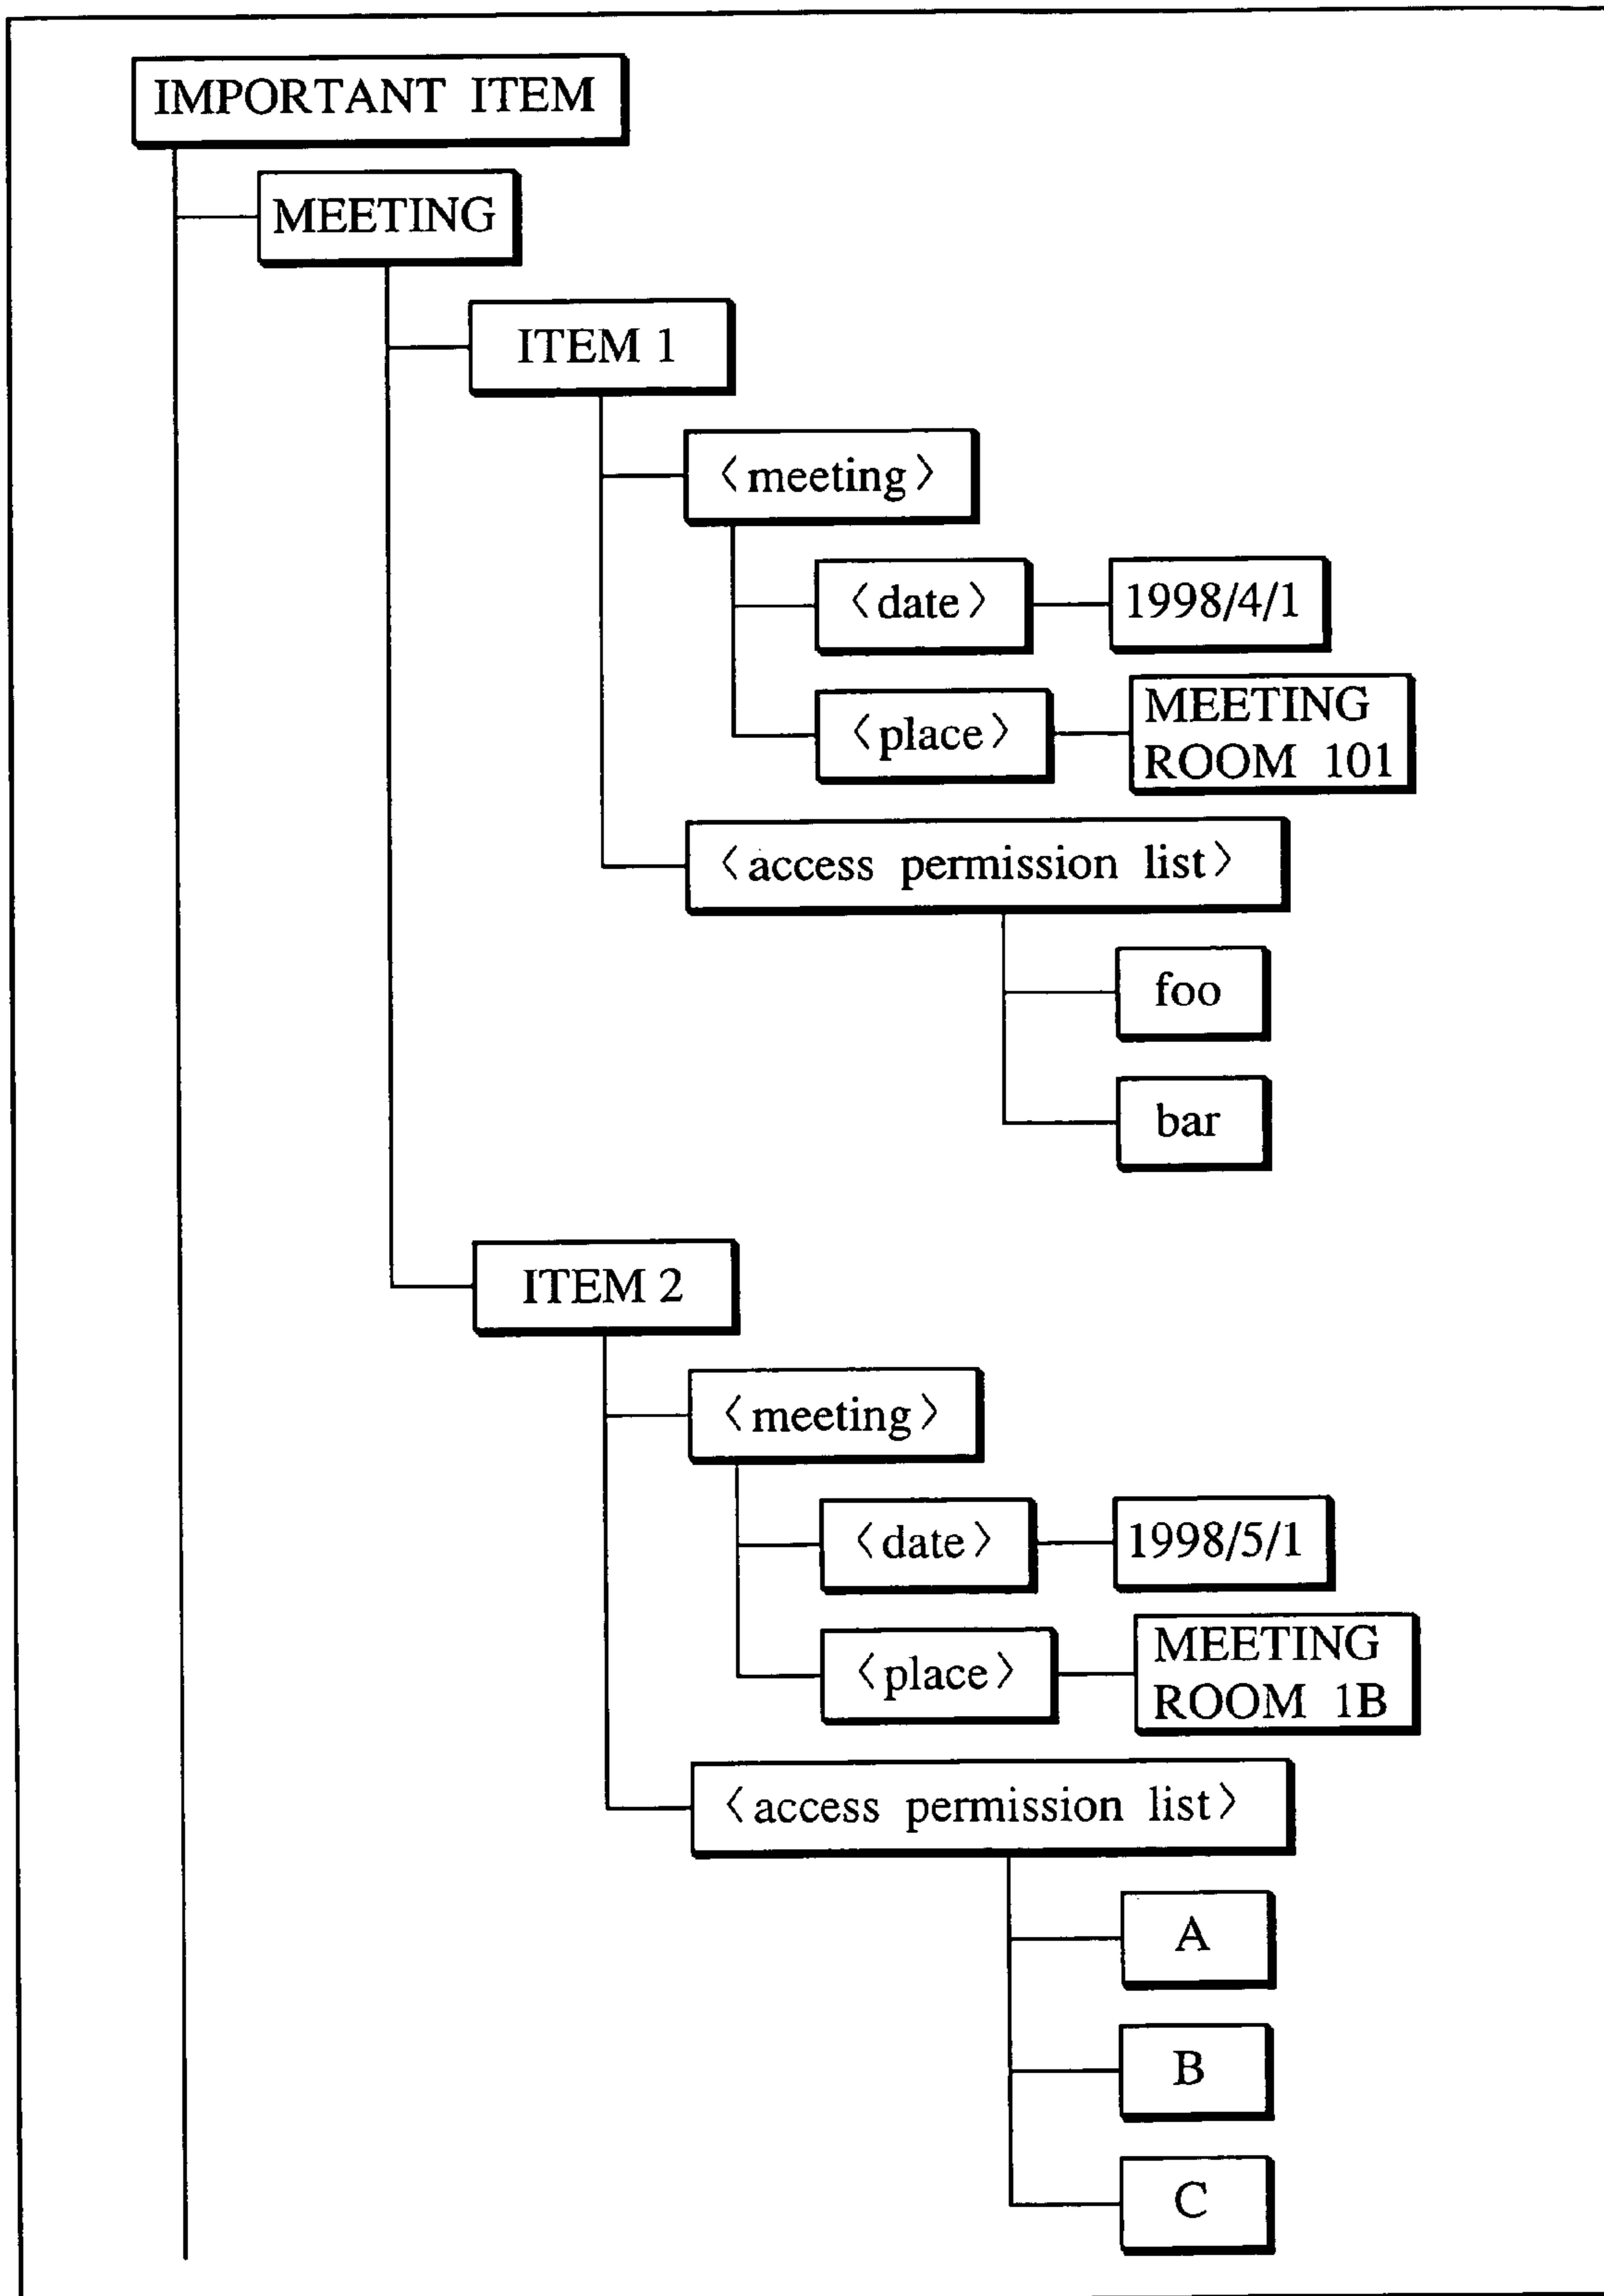 IMPORTANT ITEM
MEETING
ITEM 1
〈meeting〉
〈date〉 1998/4/1
〈place〉 MEETING
ROOM 101
〈access permission list〉
foo
bar
ITEM 2
〈meeting〉
〈date〉 1998/5/1
〈place〉 MEETING
ROOM 1B
〈access permission list〉
A
B
C